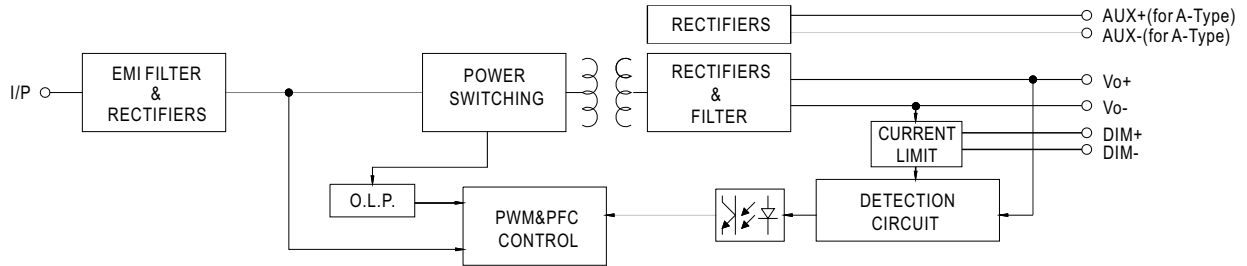 RECTIFIERS
AUX+(for A-Type)
AUX-(for A-Type)
I/P
EMI FILTER
&
RECTIFIERS
POWER
SWITCHING
RECTIFIERS
&
FILTER
Vo+
Vo-
CURRENT
LIMIT
DIM+
DIM-
O.L.P.
PWM&PFC
CONTROL
DETECTION
CIRCUIT